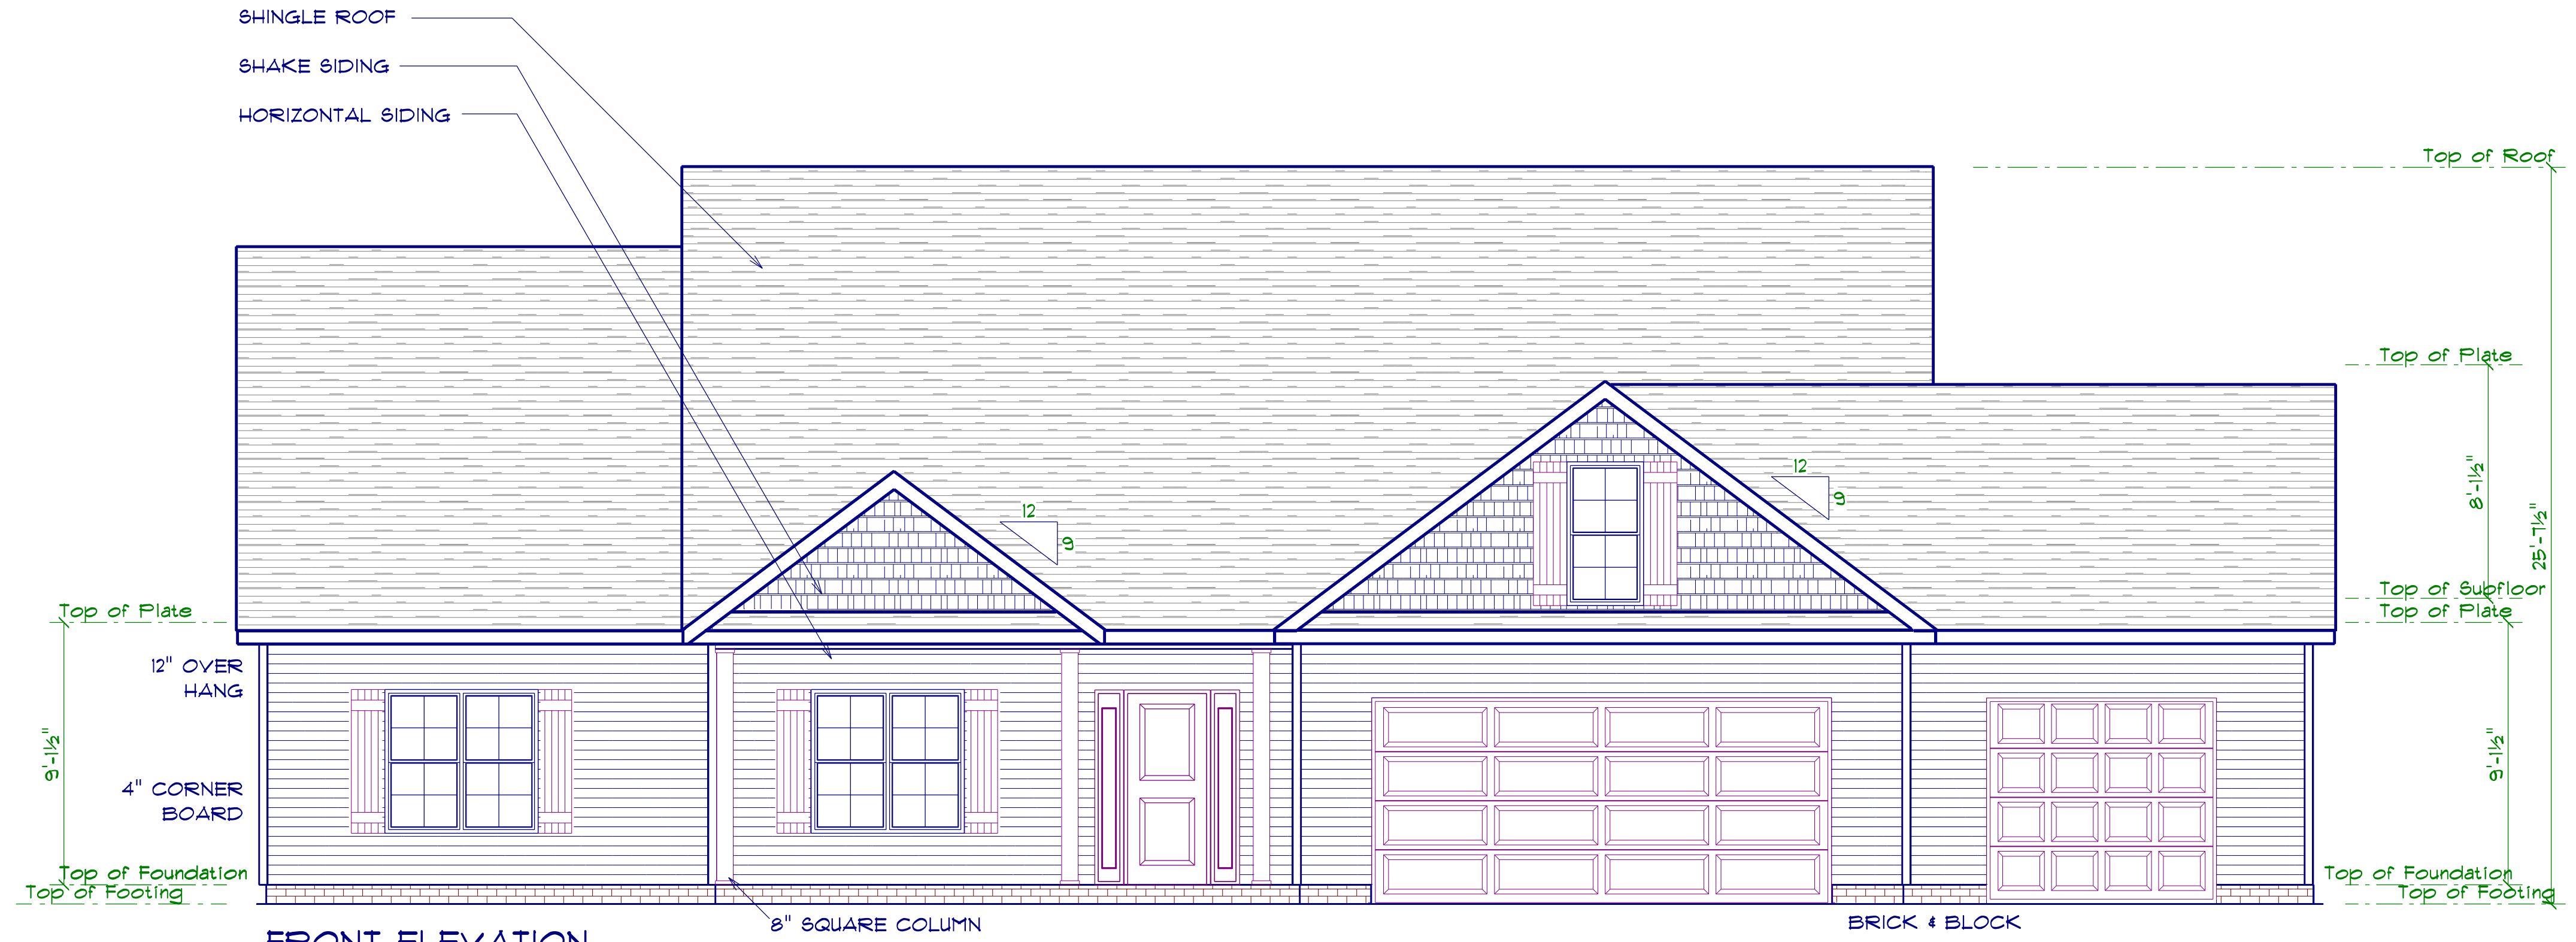 SHINGLE ROOF
SHAKE SIDING
HORIZONTAL SIDING
Top of Roof
Top of Plate
8'-1½"
25'-7½"
12
9
12
9
Top of Subfloor
Top of Plate
Top of Plate
12" OVER
HANG
9'-1½"
9'-1½"
4" CORNER
BOARD
Top of Foundation
Top of Footing
Top of Foundation
Top of Footing
8" SQUARE COLUMN
BRICK & BLOCK
FRONT ELEVATION